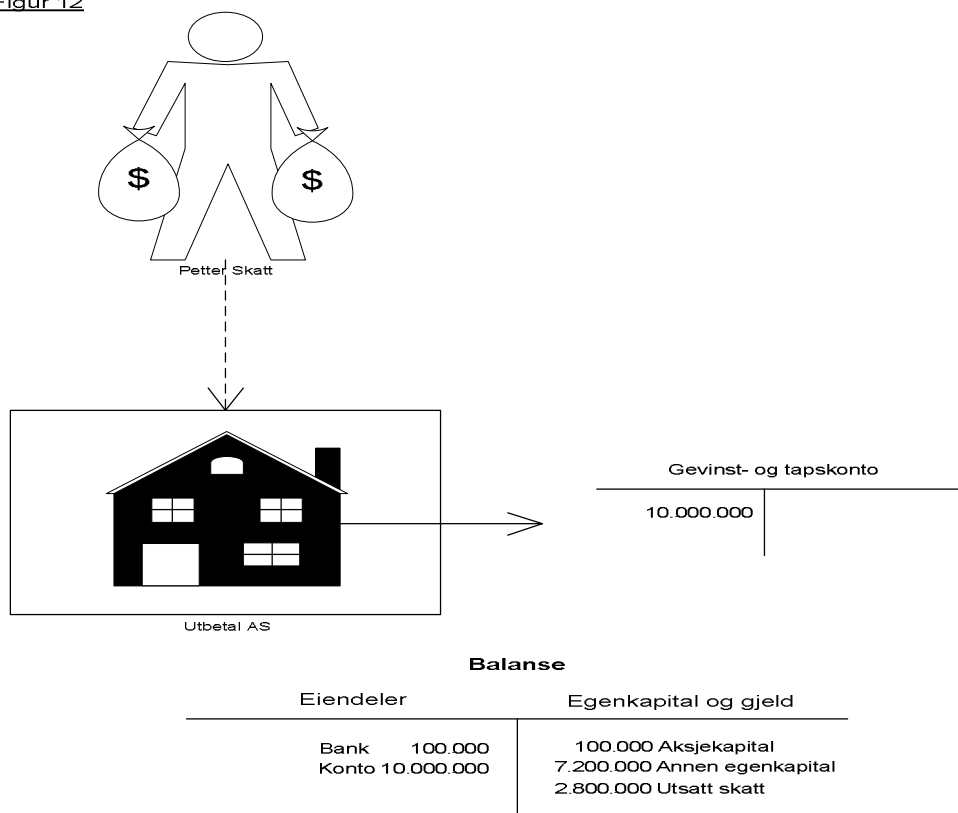 Figur 12
$ $
Petter Skatt
Gevinst- og tapskonto
10.000.000
Utbetal AS
Balanse
Eiendeler Egenkapital og gjeld
Bank 100.000 100.000 Aksjekapital
Konto 10.000.000 7.200.000 Annen egenkapital
2.800.000 Utsatt skatt